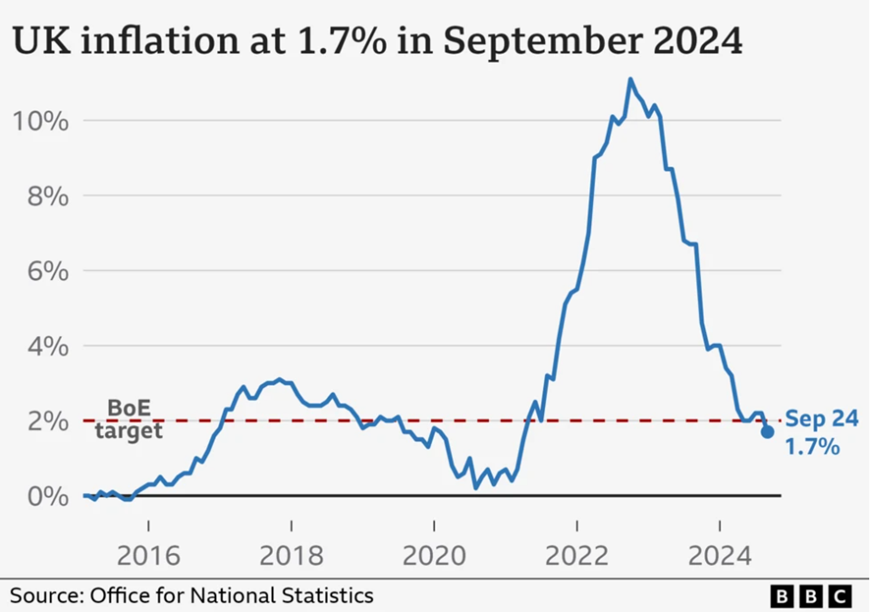 UK inflation at 1.7% in September 2024
10%
8%
6%
4%
2%
0%
BoE
target
Sep 24
1.7%
2016 2018 2020 2022 2024
Source: Office for National Statistics
BBC